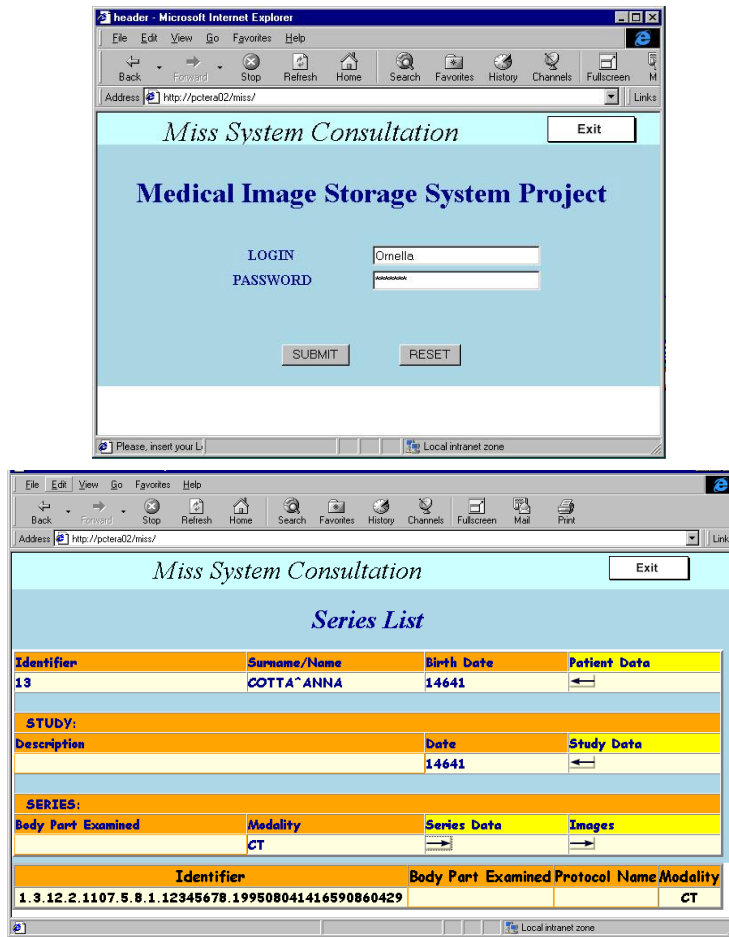 header - Microsoft Internet Explorer
File Edit View Go Favorites Help
Back Forward Stop Refresh Home Search Favorites History Channels Fullscreen M
Address http://pctera02/miss/ Links
Miss System Consultation Exit
Medical Image Storage System Project
LOGIN Ornella
PASSWORD *******
SUBMIT RESET
Please, insert your L Local intranet zone
File Edit View Go Favorites Help
Back Forward Stop Refresh Home Search Favorites History Channels Fullscreen Mail Print
Address http://pctera02/miss/ Link
Miss System Consultation Exit
Series List
Identifier Surname/Name Birth Date Patient Data
13 COTTA^ANNA 14641
STUDY:
Description Date Study Data
14641
SERIES:
Body Part Examined Modality Series Data Images
CT
Identifier Body Part Examined Protocol Name Modality
1.3.12.2.1107.5.8.1.12345678.199508041416590860429 CT
Local intranet zone